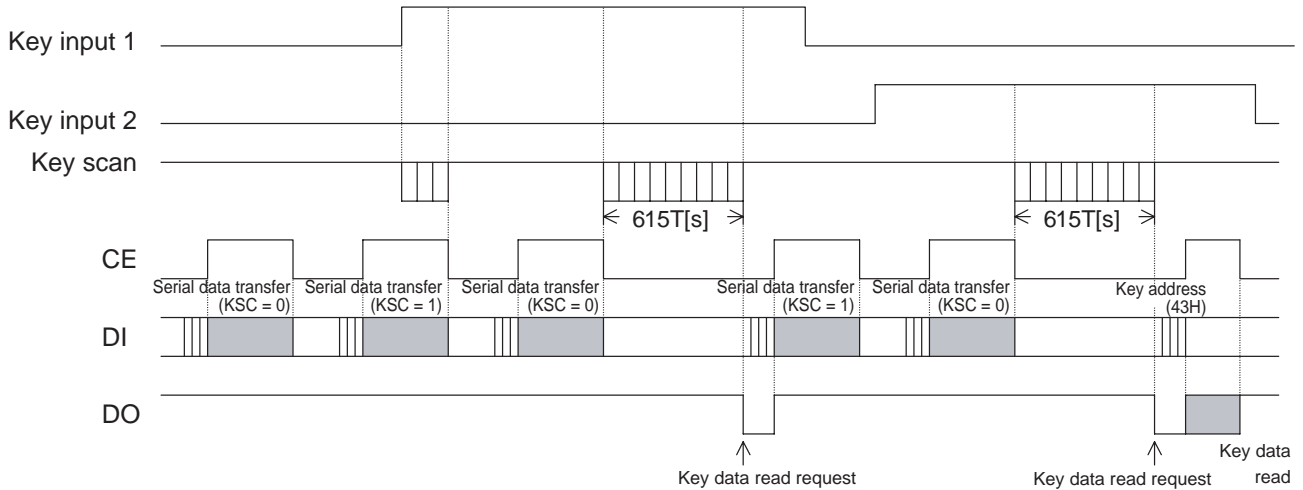 Key input 1
Key input 2
Key scan
615T[s]
615T[s]
CE
Serial data transfer
(KSC = 0)
Serial data transfer
(KSC = 1)
Serial data transfer
(KSC = 0)
Serial data transfer
(KSC = 1)
Serial data transfer
(KSC = 0)
Key address
(43H)
DI
DO
Key data read request
Key data read request
Key data
read